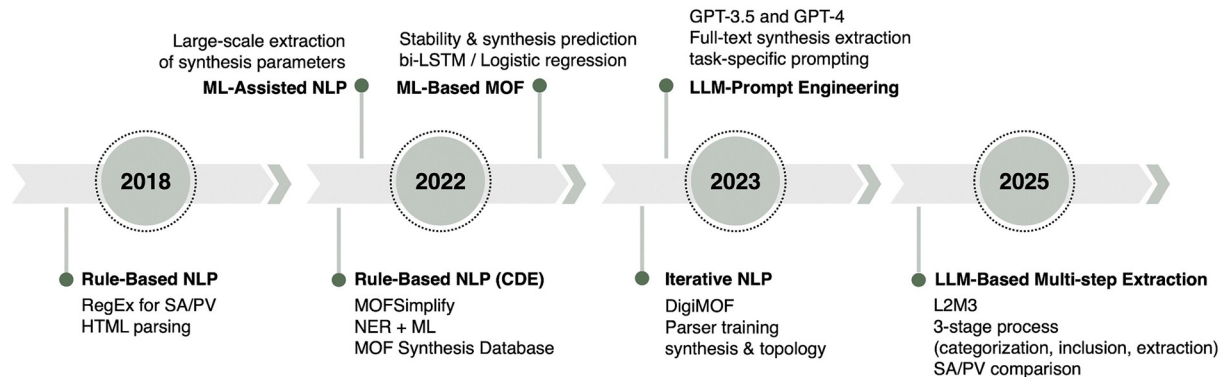 Large-scale extraction
of synthesis parameters
ML-Assisted NLP
Stability & synthesis prediction
bi-LSTM / Logistic regression
ML-Based MOF
GPT-3.5 and GPT-4
Full-text synthesis extraction
task-specific prompting
LLM-Prompt Engineering
2018
2022
2023
2025
Rule-Based NLP
RegEx for SA/PV
HTML parsing
Rule-Based NLP (CDE)
MOFSimplify
NER + ML
MOF Synthesis Database
Iterative NLP
DigiMOF
Parser training
synthesis & topology
LLM-Based Multi-step Extraction
L2M3
3-stage process
(categorization, inclusion, extraction)
SA/PV comparison